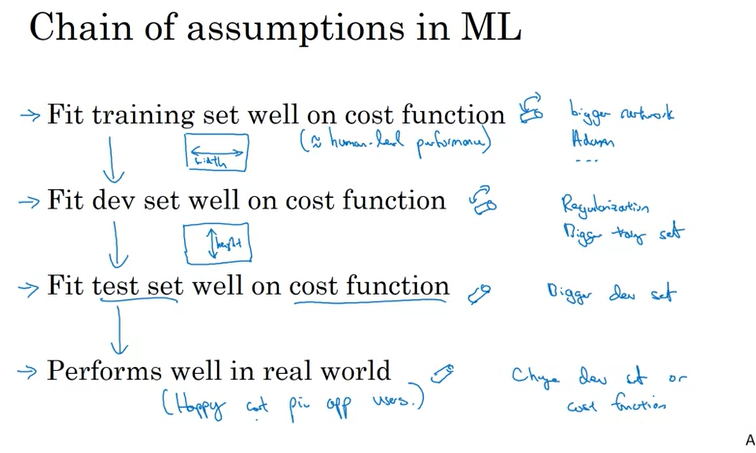 Chain of assumptions in ML
→ Fit training set well on cost function
bigger network
(≈ human-level performance)
Adam
...
width
→ Fit dev set well on cost function
Regularization
Bigger trng set
height
→ Fit test set well on cost function
Bigger dev set
→ Performs well in real world
Change dev set or
cost function
(Happy cat pic app users.)
A